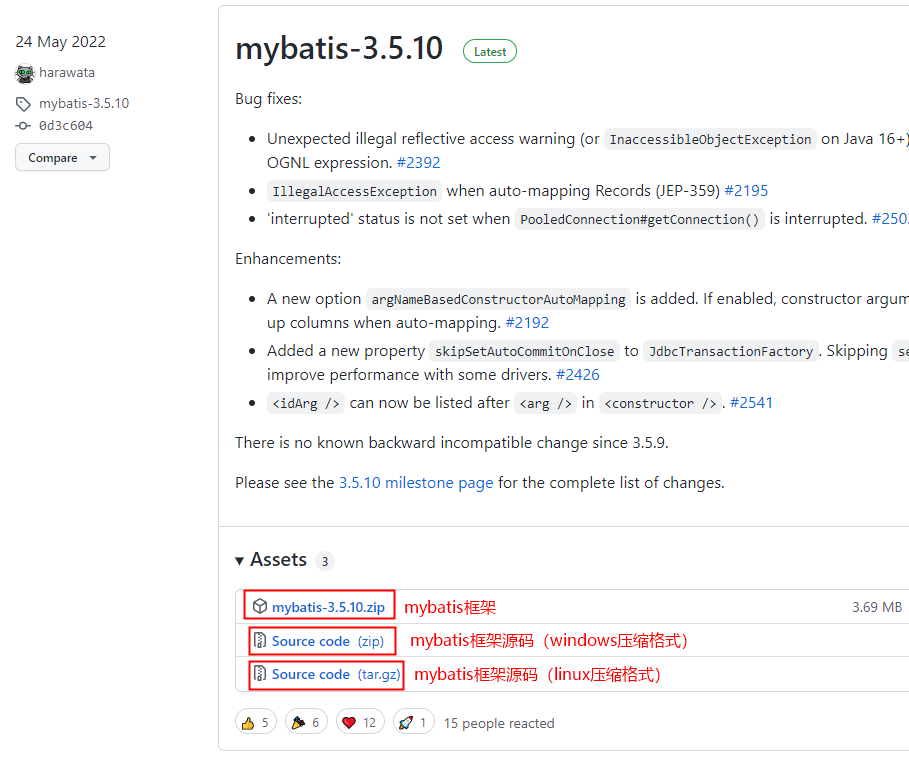 24 May 2022
harawata
mybatis-3.5.10
0d3c604
Compare
mybatis-3.5.10 Latest
Bug fixes:
Unexpected illegal reflective access warning (or InaccessibleObjectException on Java 16+)
OGNL expression. #2392
IllegalAccessException when auto-mapping Records (JEP-359) #2195
'interrupted' status is not set when PooledConnection#getConnection() is interrupted.
Enhancements:
A new option argNameBasedConstructorAutoMapping is added. If enabled, constructor
up columns when auto-mapping. #2192
Added a new property skipSetAutoCommitOnClose to JdbcTransactionFactory. Skipping
improve performance with some drivers. #2426
<idArg /> can now be listed after <arg /> in <constructor />. #2541
There is no known backward incompatible change since 3.5.9.
Please see the 3.5.10 milestone page for the complete list of changes.
Assets 3
mybatis-3.5.10.zip mybatis框架 3.69 MB
Source code (zip) mybatis框架源码（windows压缩格式）
Source code (tar.gz) mybatis框架源码（linux压缩格式）
5 6 12 1 15 people reacted